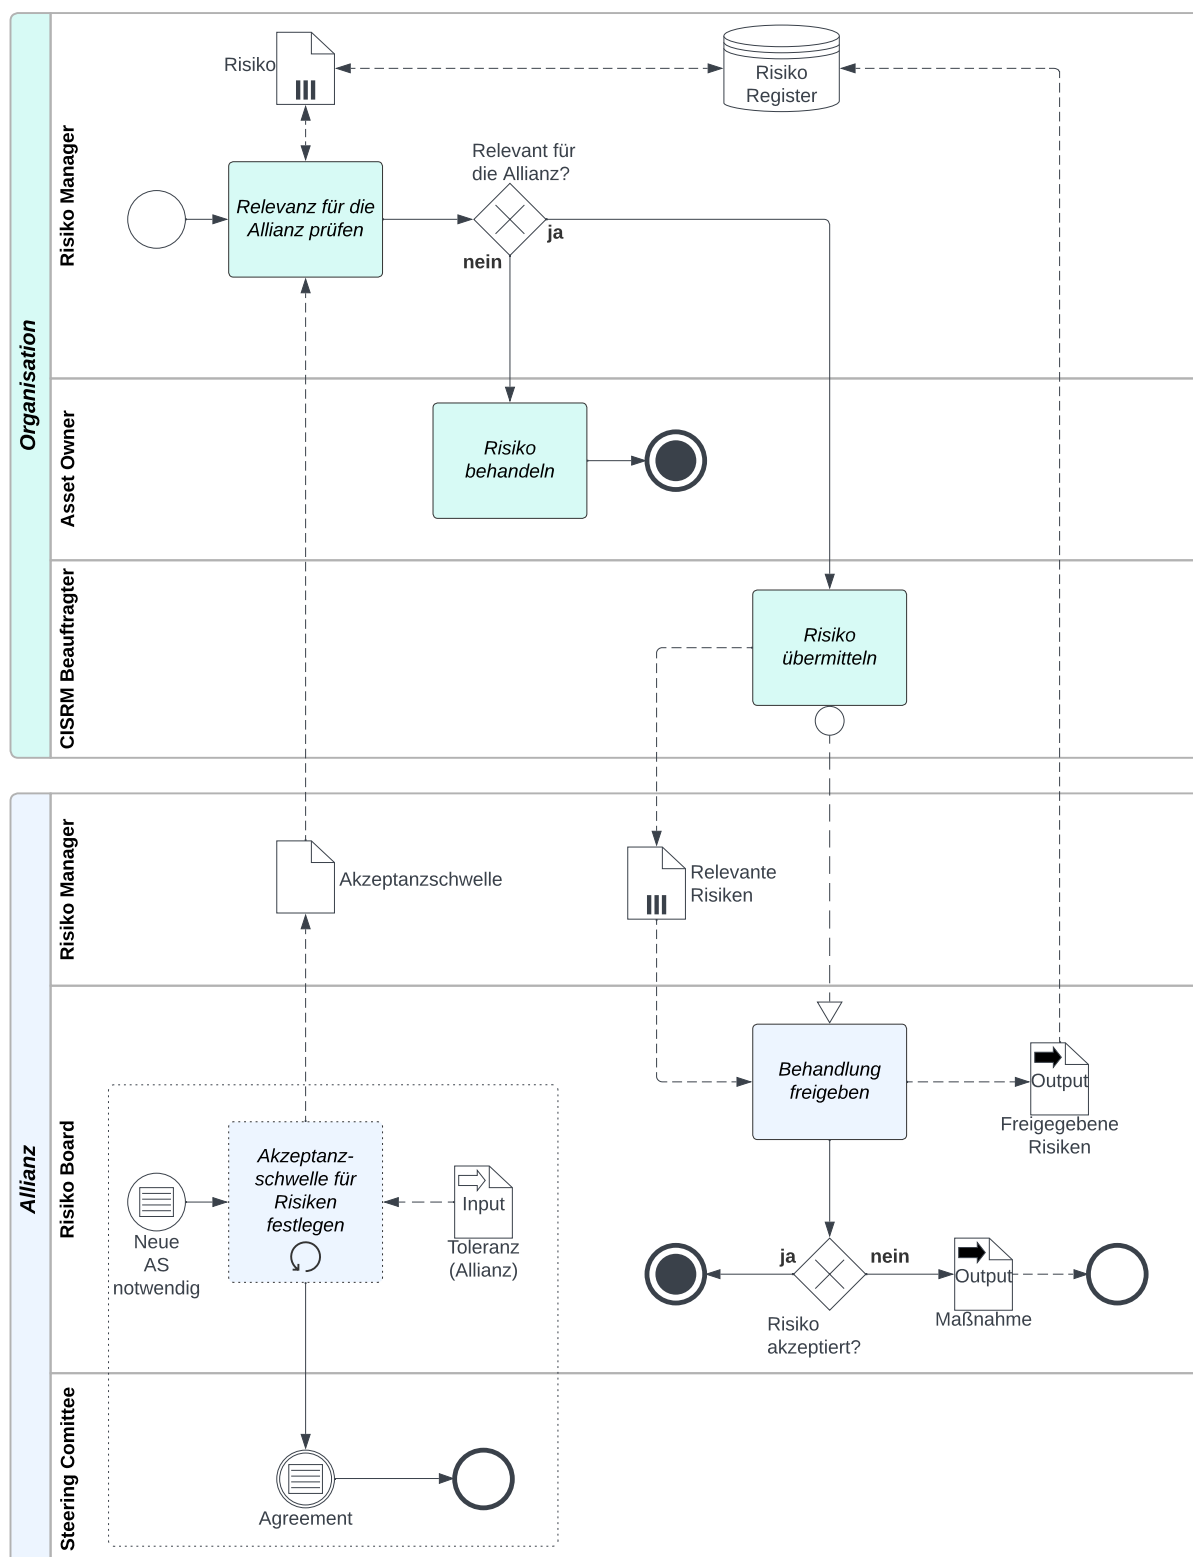 Organisation
Risiko Manager
Risiko
Risiko
Register
Relevanz für die
Allianz prüfen
Relevant für
die Allianz?
ja
nein
Asset Owner
Risiko
behandeln
CISRM Beauftragter
Risiko
übermitteln
Allianz
Risiko Manager
Akzeptanzschwelle
Relevante
Risiken
Risiko Board
Behandlung
freigeben
Output
Freigegebene
Risiken
Neue
AS
notwendig
Akzeptanz-
schwelle für
Risiken
festlegen
Input
Toleranz
(Allianz)
ja
nein
Risiko
akzeptiert?
Output
Maßnahme
Steering Comittee
Agreement